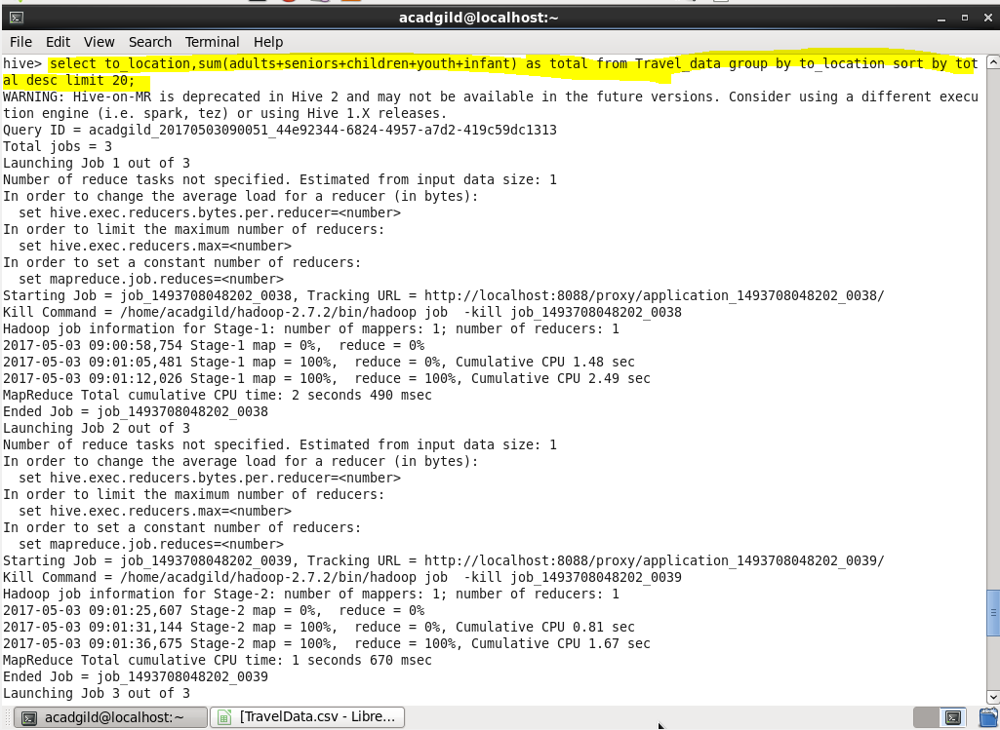 acadgild@localhost:~
File Edit View Search Terminal Help
hive> select to_location,sum(adults+seniors+children+youth+infant) as total from Travel_data group by to_location sort by tot
al desc limit 20;
WARNING: Hive-on-MR is deprecated in Hive 2 and may not be available in the future versions. Consider using a different execu
tion engine (i.e. spark, tez) or using Hive 1.X releases.
Query ID = acadgild_20170503090051_44e92344-6824-4957-a7d2-419c59dc1313
Total jobs = 3
Launching Job 1 out of 3
Number of reduce tasks not specified. Estimated from input data size: 1
In order to change the average load for a reducer (in bytes):
  set hive.exec.reducers.bytes.per.reducer=<number>
In order to limit the maximum number of reducers:
  set hive.exec.reducers.max=<number>
In order to set a constant number of reducers:
  set mapreduce.job.reduces=<number>
Starting Job = job_1493708048202_0038, Tracking URL = http://localhost:8088/proxy/application_1493708048202_0038/
Kill Command = /home/acadgild/hadoop-2.7.2/bin/hadoop job  -kill job_1493708048202_0038
Hadoop job information for Stage-1: number of mappers: 1; number of reducers: 1
2017-05-03 09:00:58,754 Stage-1 map = 0%,  reduce = 0%
2017-05-03 09:01:05,481 Stage-1 map = 100%,  reduce = 0%, Cumulative CPU 1.48 sec
2017-05-03 09:01:12,026 Stage-1 map = 100%,  reduce = 100%, Cumulative CPU 2.49 sec
MapReduce Total cumulative CPU time: 2 seconds 490 msec
Ended Job = job_1493708048202_0038
Launching Job 2 out of 3
Number of reduce tasks not specified. Estimated from input data size: 1
In order to change the average load for a reducer (in bytes):
  set hive.exec.reducers.bytes.per.reducer=<number>
In order to limit the maximum number of reducers:
  set hive.exec.reducers.max=<number>
In order to set a constant number of reducers:
  set mapreduce.job.reduces=<number>
Starting Job = job_1493708048202_0039, Tracking URL = http://localhost:8088/proxy/application_1493708048202_0039/
Kill Command = /home/acadgild/hadoop-2.7.2/bin/hadoop job  -kill job_1493708048202_0039
Hadoop job information for Stage-2: number of mappers: 1; number of reducers: 1
2017-05-03 09:01:25,607 Stage-2 map = 0%,  reduce = 0%
2017-05-03 09:01:31,144 Stage-2 map = 100%,  reduce = 0%, Cumulative CPU 0.81 sec
2017-05-03 09:01:36,675 Stage-2 map = 100%,  reduce = 100%, Cumulative CPU 1.67 sec
MapReduce Total cumulative CPU time: 1 seconds 670 msec
Ended Job = job_1493708048202_0039
Launching Job 3 out of 3
acadgild@localhost:~ [TravelData.csv - Libre...